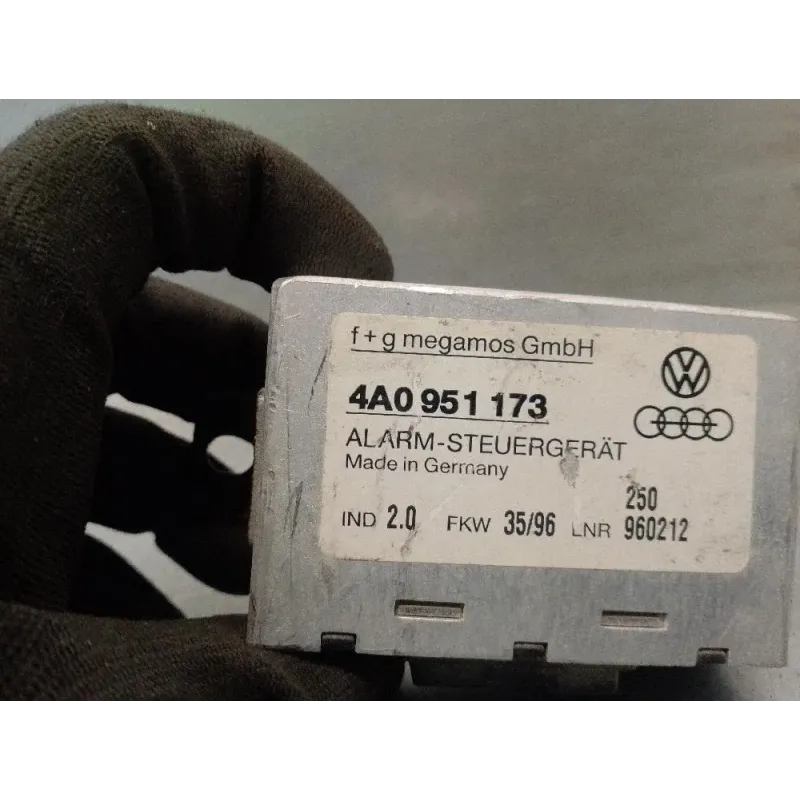 f+g megamos GmbH
4A0 951 173
ALARM-STEUERGERÄT
Made in Germany
250
IND 2.0 FKW 35/96 LNR 960212